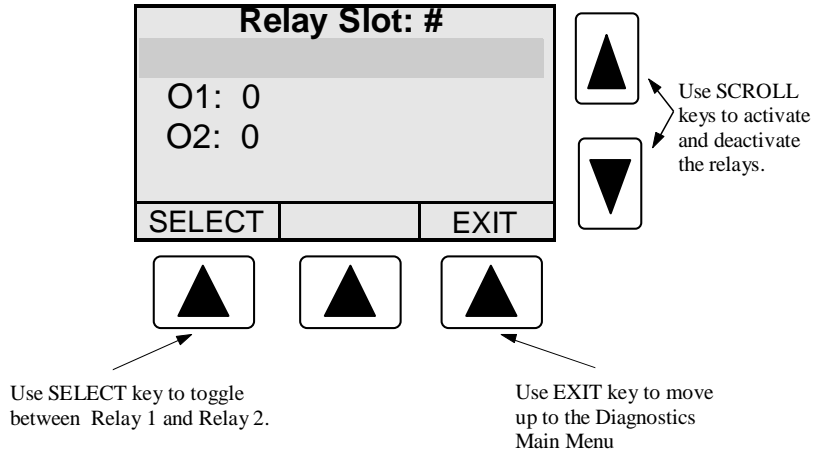 Relay Slot: #
O1: 0
O2: 0
SELECT EXIT
Use SCROLL
keys to activate
and deactivate
the relays.
Use SELECT key to toggle
between Relay 1 and Relay 2.
Use EXIT key to move
up to the Diagnostics
Main Menu